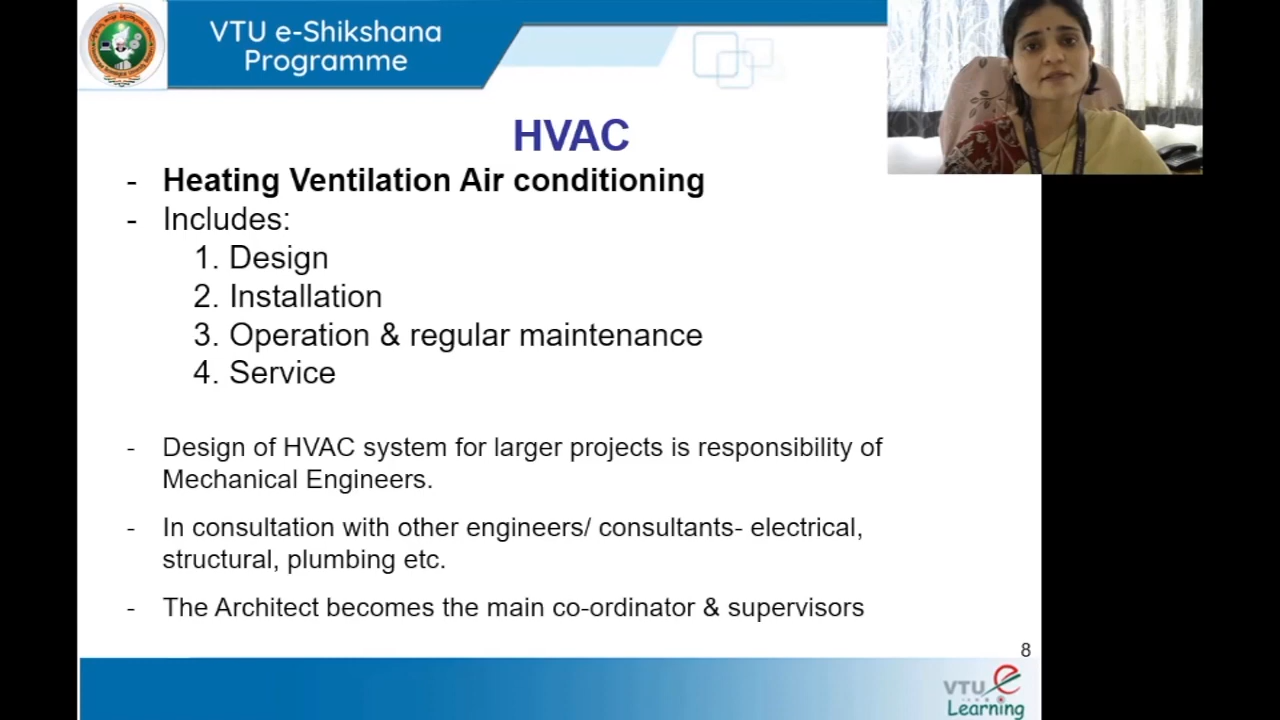 VTU e-Shikshana
Programme
HVAC
- Heating Ventilation Air conditioning
- Includes:
1. Design
2. Installation
3. Operation & regular maintenance
4. Service
- Design of HVAC system for larger projects is responsibility of
Mechanical Engineers.
- In consultation with other engineers/ consultants- electrical,
structural, plumbing etc.
- The Architect becomes the main co-ordinator & supervisors
8
VTU e
Learning